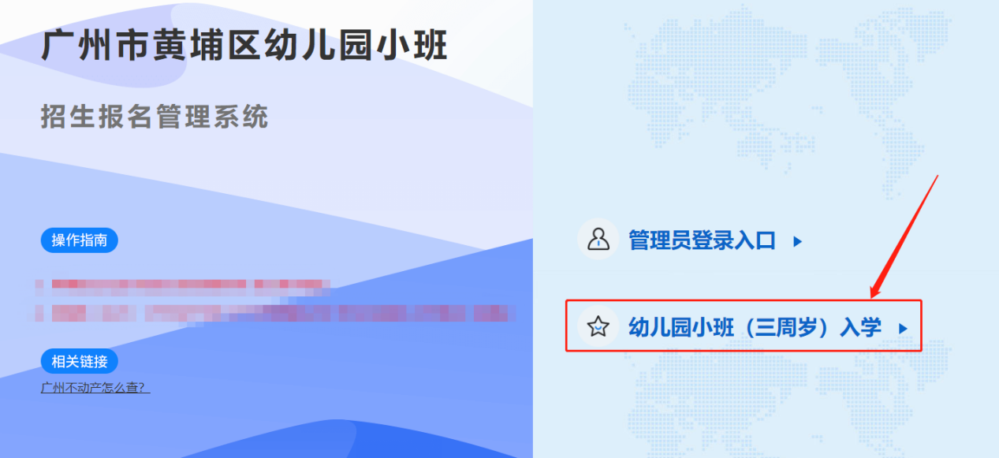 广州市黄埔区幼儿园小班
招生报名管理系统
操作指南
相关链接
广州不动产怎么查？
管理员登录入口
幼儿园小班（三周岁）入学